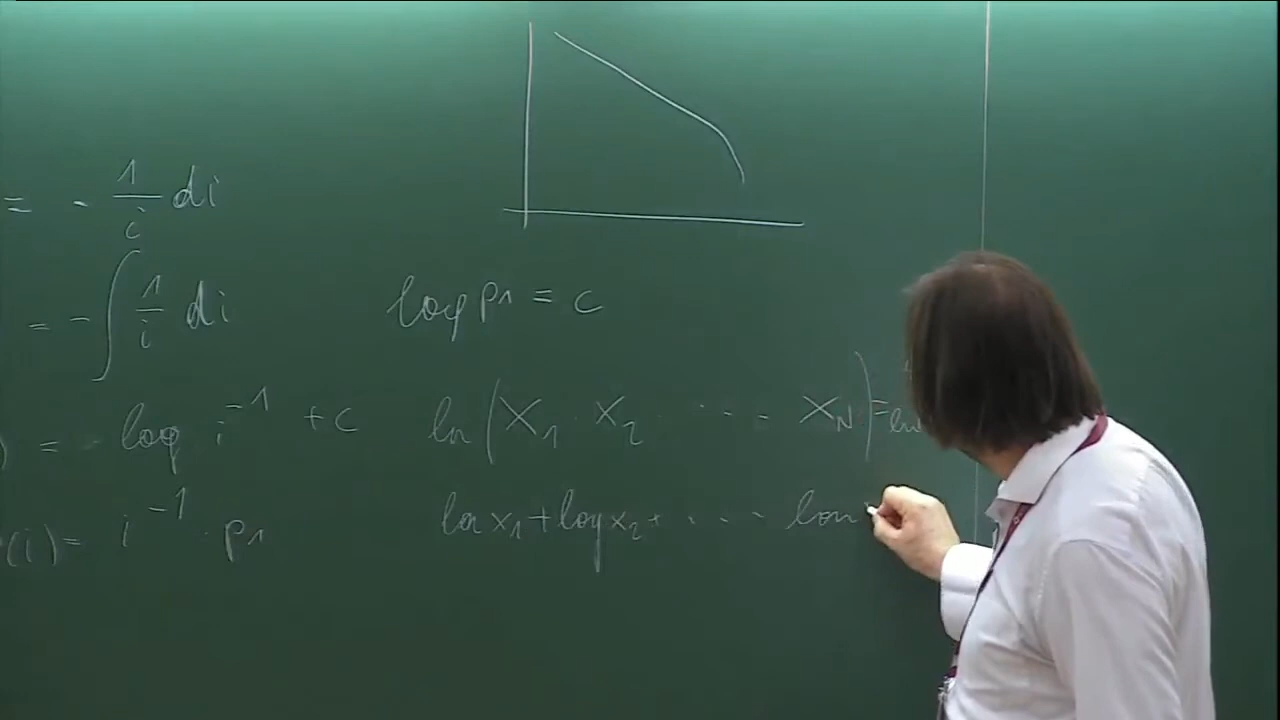 = - 1/i di
= - ∫ 1/i di
log p1 = c
) = - log i^-1 + c
ln(X1 · X2 · · · · XN) = ln
(i) = i^-1 · p1
ln x1 + log x2 + · · · ·